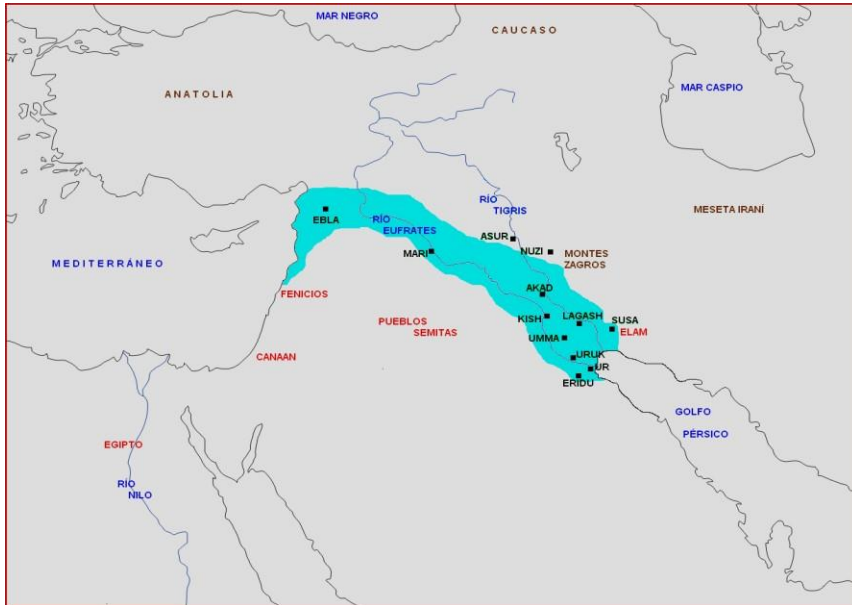 MAR NEGRO
CAUCASO
MAR CASPIO
ANATOLIA
MESETA IRANÍ
RÍO
TIGRIS
EBLA
RÍO
EUFRATES
ASUR
NUZI
MARI
MONTES
ZAGROS
MEDITERRÁNEO
AKAD
FENICIOS
KISH
LAGASH
SUSA
ELAM
PUEBLOS
SEMITAS
UMMA
CANAAN
URUK
UR
ERIDU
GOLFO
PÉRSICO
EGIPTO
RÍO
NILO